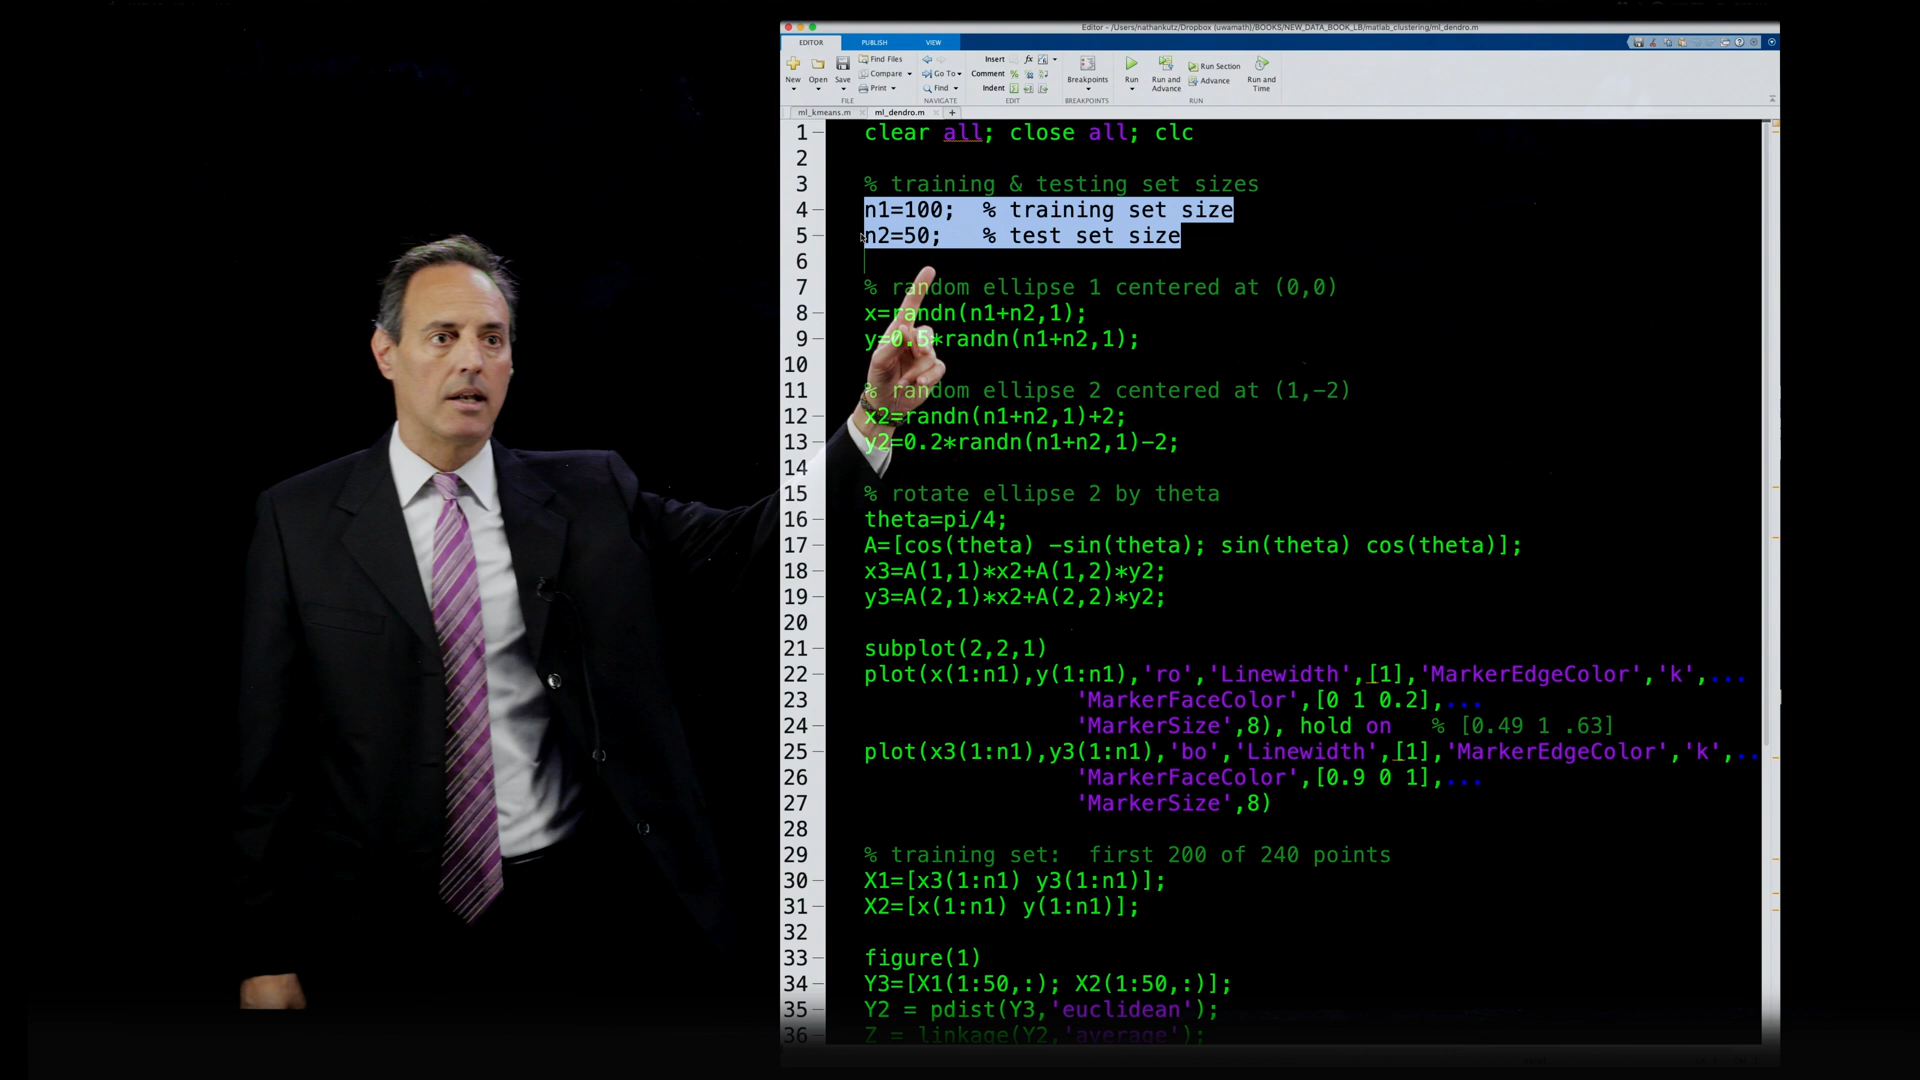 Editor - /Users/nathankutz/Dropbox (uwamath)/BOOKS/NEW_DATA_BOOK_LB/matlab_clustering/ml_dendro.m
EDITOR PUBLISH VIEW
New Open Save Find Files Compare Print Go To Find Insert Comment Indent fx Breakpoints Run Run and Advance Run Section Advance Run and Time
FILE NAVIGATE EDIT BREAKPOINTS RUN
ml_kmeans.m ml_dendro.m +
1 clear all; close all; clc
2
3 % training & testing set sizes
4 n1=100; % training set size
5 n2=50; % test set size
6
7 % random ellipse 1 centered at (0,0)
8 x=randn(n1+n2,1);
9 y=0.5*randn(n1+n2,1);
10
11 % random ellipse 2 centered at (1,-2)
12 x2=randn(n1+n2,1)+2;
13 y2=0.2*randn(n1+n2,1)-2;
14
15 % rotate ellipse 2 by theta
16 theta=pi/4;
17 A=[cos(theta) -sin(theta); sin(theta) cos(theta)];
18 x3=A(1,1)*x2+A(1,2)*y2;
19 y3=A(2,1)*x2+A(2,2)*y2;
20
21 subplot(2,2,1)
22 plot(x(1:n1),y(1:n1),'ro','Linewidth',[1],'MarkerEdgeColor','k',...
23 'MarkerFaceColor',[0 1 0.2],...
24 'MarkerSize',8), hold on % [0.49 1 .63]
25 plot(x3(1:n1),y3(1:n1),'bo','Linewidth',[1],'MarkerEdgeColor','k',..
26 'MarkerFaceColor',[0.9 0 1],...
27 'MarkerSize',8)
28
29 % training set: first 200 of 240 points
30 X1=[x3(1:n1) y3(1:n1)];
31 X2=[x(1:n1) y(1:n1)];
32
33 figure(1)
34 Y3=[X1(1:50,:); X2(1:50,:)];
35 Y2 = pdist(Y3,'euclidean');
36 Z = linkage(Y2,'average');